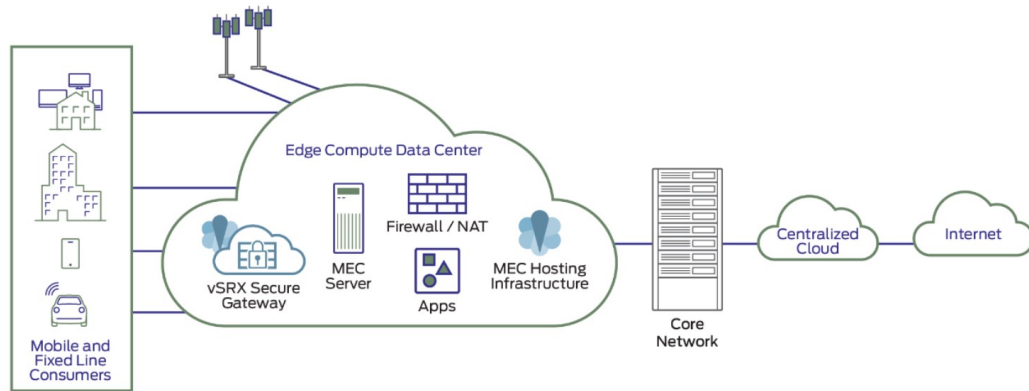 Mobile and
Fixed Line
Consumers
Edge Compute Data Center
vSRX Secure
Gateway
MEC
Server
Firewall / NAT
Apps
MEC Hosting
Infrastructure
Core
Network
Centralized
Cloud
Internet